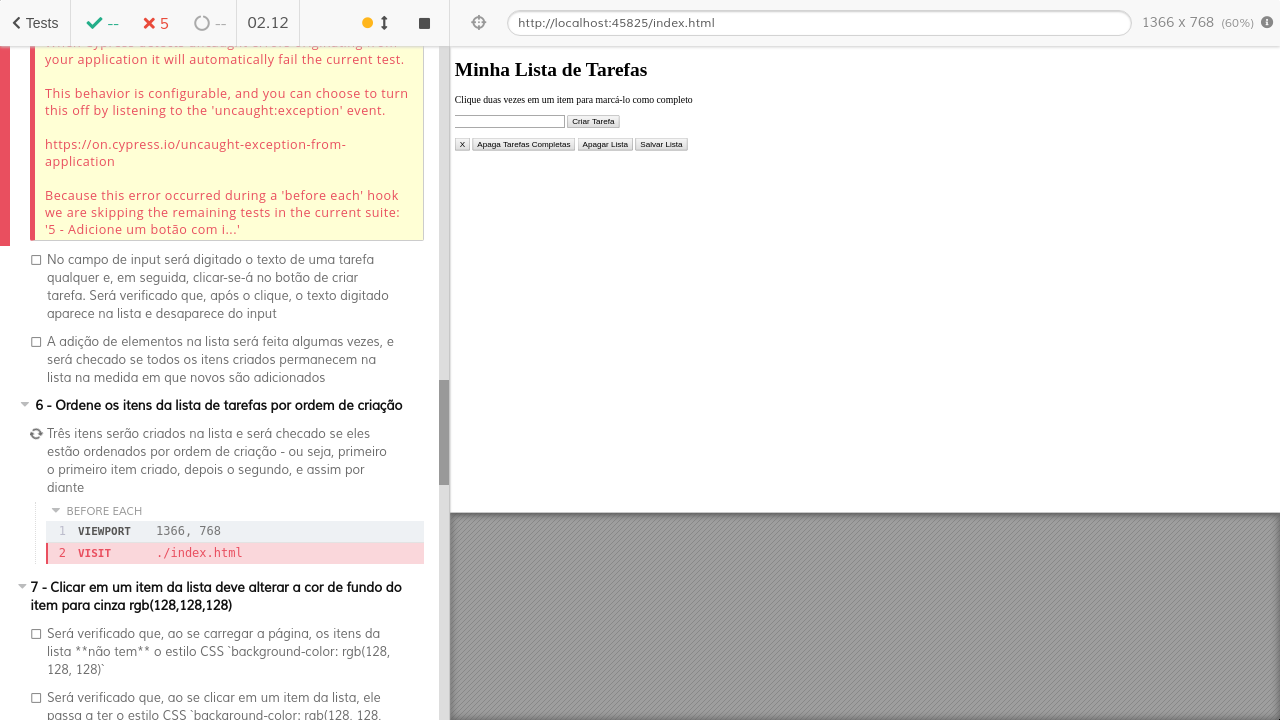 Tests
--
5
--
02.12
http://localhost:45825/index.html
1366 x 768 (60%)
your application it will automatically fail the current test.
This behavior is configurable, and you can choose to turn
this off by listening to the 'uncaught:exception' event.
https://on.cypress.io/uncaught-exception-from-
application
Because this error occurred during a 'before each' hook
we are skipping the remaining tests in the current suite:
'5 - Adicione um botão com i...'
No campo de input será digitado o texto de uma tarefa
qualquer e, em seguida, clicar-se-á no botão de criar
tarefa. Será verificado que, após o clique, o texto digitado
aparece na lista e desaparece do input
A adição de elementos na lista será feita algumas vezes, e
será checado se todos os itens criados permanecem na
lista na medida em que novos são adicionados
6 - Ordene os itens da lista de tarefas por ordem de criação
Três itens serão criados na lista e será checado se eles
estão ordenados por ordem de criação - ou seja, primeiro
o primeiro item criado, depois o segundo, e assim por
diante
BEFORE EACH
1 VIEWPORT 1366, 768
2 VISIT ./index.html
7 - Clicar em um item da lista deve alterar a cor de fundo do
item para cinza rgb(128,128,128)
Será verificado que, ao se carregar a página, os itens da
lista **não tem** o estilo CSS `background-color: rgb(128,
128, 128)`
Será verificado que, ao se clicar em um item da lista, ele
passa a ter o estilo CSS `background-color: rgb(128, 128,
Minha Lista de Tarefas
Clique duas vezes em um item para marcá-lo como completo
Criar Tarefa
X Apaga Tarefas Completas Apagar Lista Salvar Lista